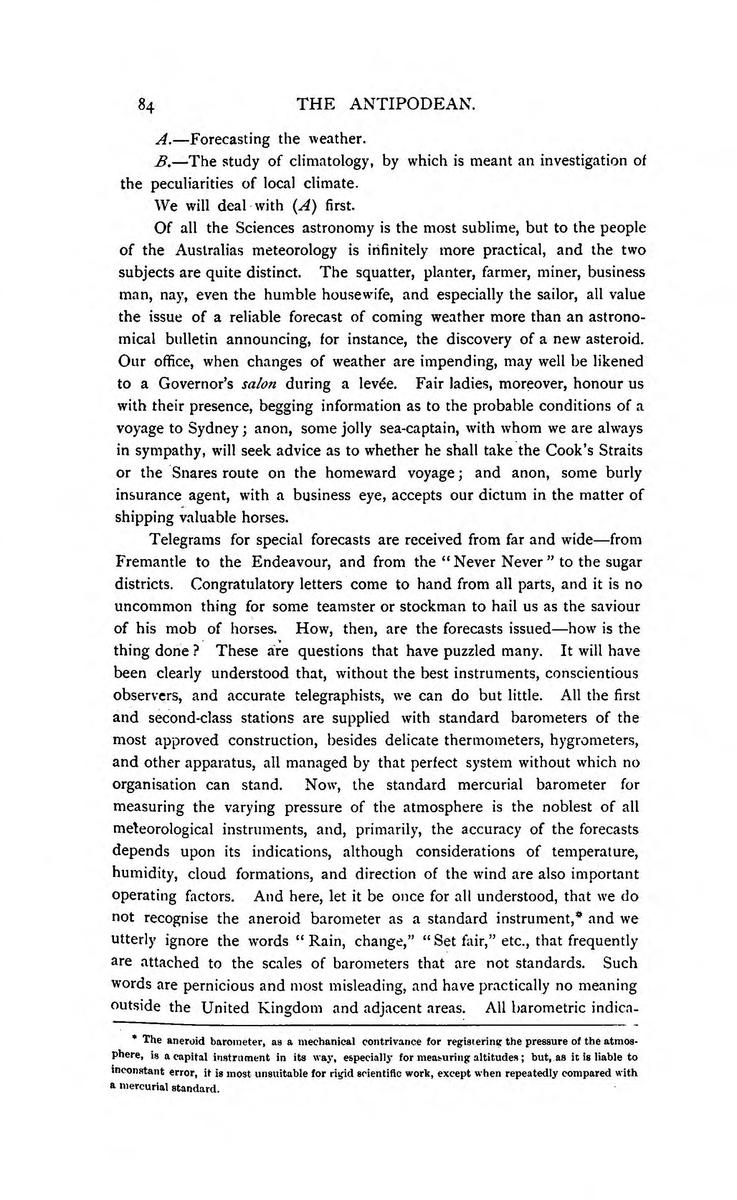 84 THE ANTIPODEAN.
A.—Forecasting the weather.
B.—The study of climatology, by which is meant an investigation of
the peculiarities of local climate.
We will deal with (A) first.
Of all the Sciences astronomy is the most sublime, but to the people
of the Australias meteorology is infinitely more practical, and the two
subjects are quite distinct. The squatter, planter, farmer, miner, business
man, nay, even the humble housewife, and especially the sailor, all value
the issue of a reliable forecast of coming weather more than an astrono-
mical bulletin announcing, for instance, the discovery of a new asteroid.
Our office, when changes of weather are impending, may well be likened
to a Governor's salon during a levée. Fair ladies, moreover, honour us
with their presence, begging information as to the probable conditions of a
voyage to Sydney; anon, some jolly sea-captain, with whom we are always
in sympathy, will seek advice as to whether he shall take the Cook's Straits
or the Snares route on the homeward voyage; and anon, some burly
insurance agent, with a business eye, accepts our dictum in the matter of
shipping valuable horses.
Telegrams for special forecasts are received from far and wide—from
Fremantle to the Endeavour, and from the "Never Never" to the sugar
districts. Congratulatory letters come to hand from all parts, and it is no
uncommon thing for some teamster or stockman to hail us as the saviour
of his mob of horses. How, then, are the forecasts issued—how is the
thing done? These are questions that have puzzled many. It will have
been clearly understood that, without the best instruments, conscientious
observers, and accurate telegraphists, we can do but little. All the first
and second-class stations are supplied with standard barometers of the
most approved construction, besides delicate thermometers, hygrometers,
and other apparatus, all managed by that perfect system without which no
organisation can stand. Now, the standard mercurial barometer for
measuring the varying pressure of the atmosphere is the noblest of all
meteorological instruments, and, primarily, the accuracy of the forecasts
depends upon its indications, although considerations of temperature,
humidity, cloud formations, and direction of the wind are also important
operating factors. And here, let it be once for all understood, that we do
not recognise the aneroid barometer as a standard instrument,* and we
utterly ignore the words "Rain, change," "Set fair," etc., that frequently
are attached to the scales of barometers that are not standards. Such
words are pernicious and most misleading, and have practically no meaning
outside the United Kingdom and adjacent areas. All barometric indica-
* The aneroid barometer, as a mechanical contrivance for registering the pressure of the atmos-
phere, is a capital instrument in its way, especially for measuring altitudes; but, as it is liable to
inconstant error, it is most unsuitable for rigid scientific work, except when repeatedly compared with
a mercurial standard.